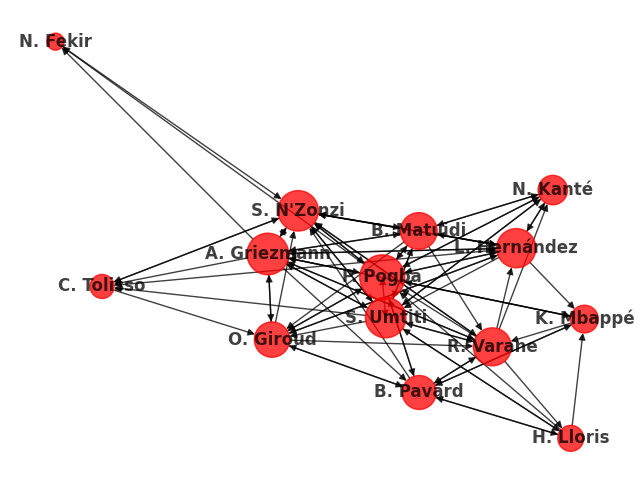 N. Fekir
N. Kanté
S. N'Zonzi
B. Matuidi
L. Hernández
A. Griezmann
P. Pogba
C. Tolisso
S. Umtiti
K. Mbappé
O. Giroud
R. Varane
B. Pavard
H. Lloris